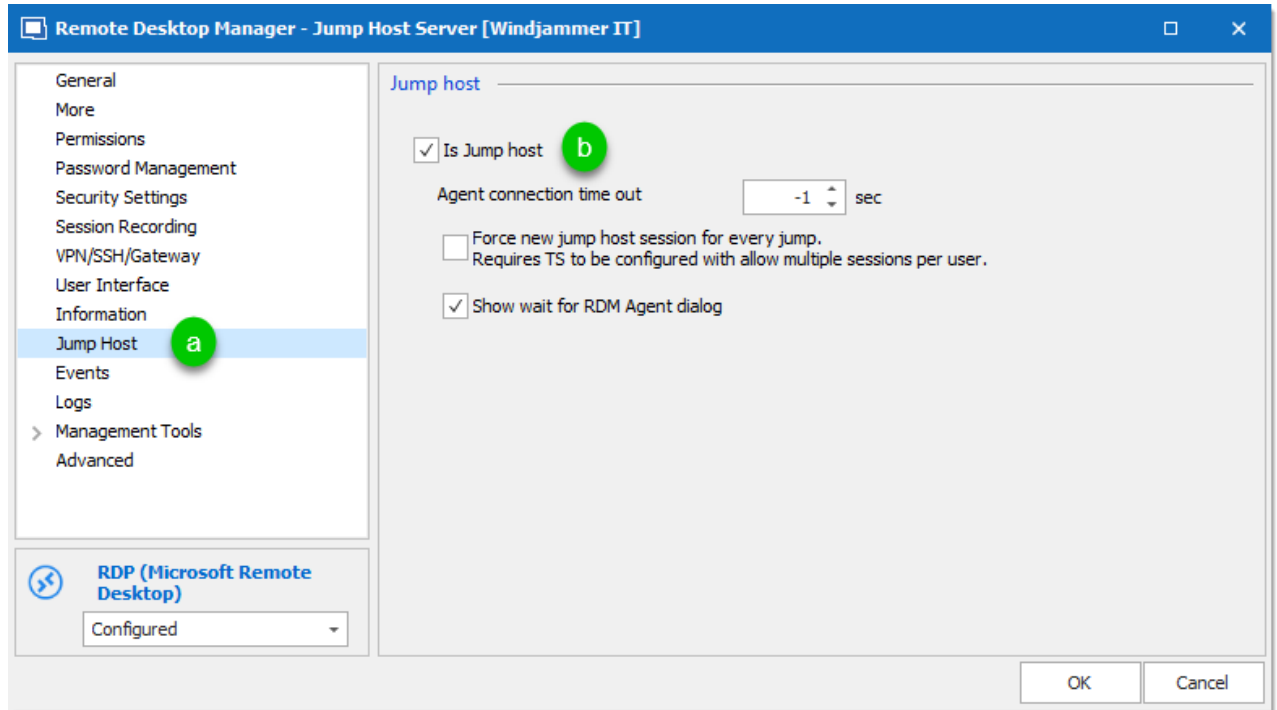 Remote Desktop Manager - Jump Host Server [Windjammer IT]
General
More
Permissions
Password Management
Security Settings
Session Recording
VPN/SSH/Gateway
User Interface
Information
Jump Host
a
Events
Logs
Management Tools
Advanced
RDP (Microsoft Remote
Desktop)
Configured
Jump host
Is Jump host
b
Agent connection time out -1 sec
Force new jump host session for every jump.
Requires TS to be configured with allow multiple sessions per user.
Show wait for RDM Agent dialog
OK Cancel